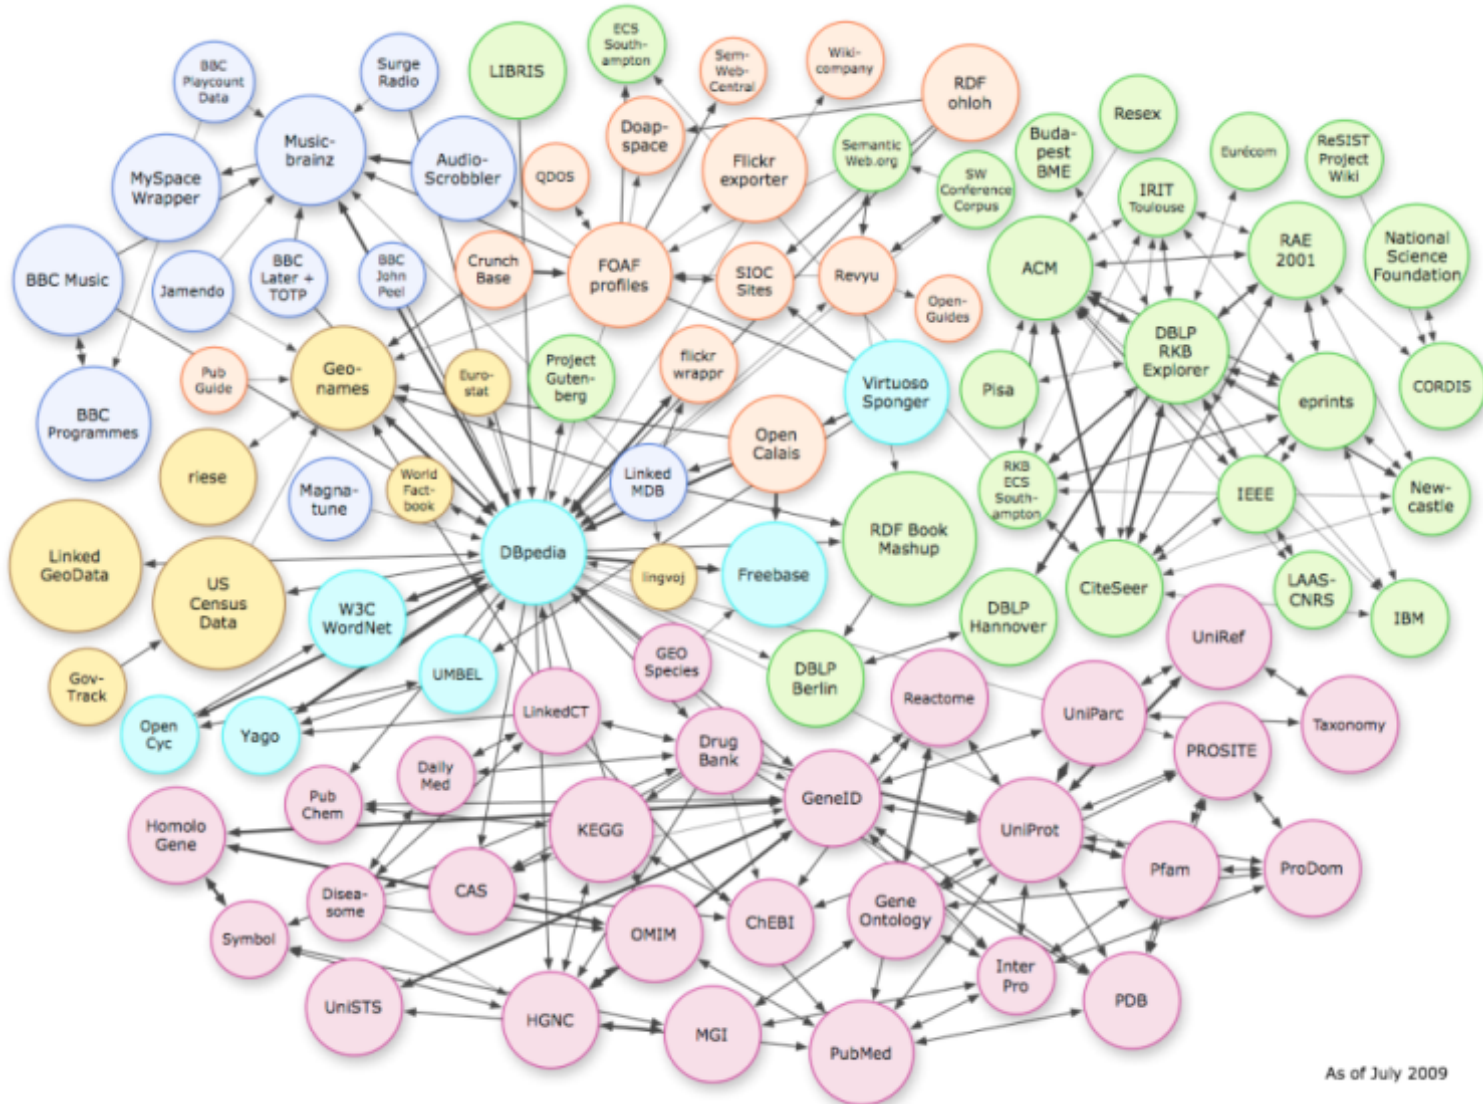 BBC
Playcount
Data
Surge
Radio
LIBRIS
ECS
South-
ampton
Sem-
Web-
Central
Wiki-
company
RDF
ohloh
Resex
Buda-
pest
BME
Eurécom
ReSIST
Project
Wiki
Music-
brainz
Doap-
space
Flickr
exporter
Semantic
Web.org
MySpace
Wrapper
Audio-
Scrobbler
QDOS
SW
Conference
Corpus
IRIT
Toulouse
RAE
2001
National
Science
Foundation
BBC Music
Jamendo
BBC
Later +
TOTP
BBC
John
Peel
Crunch
Base
FOAF
profiles
SIOC
Sites
Revyu
Open-
Guides
ACM
DBLP
RKB
Explorer
Pub
Guide
Geo-
names
Euro-
stat
Project
Guten-
berg
flickr
wrappr
Virtuoso
Sponger
Pisa
eprints
CORDIS
BBC
Programmes
riese
Magna-
tune
World
Fact-
book
Linked
MDB
Open
Calais
RKB
ECS
South-
ampton
IEEE
New-
castle
Linked
GeoData
US
Census
Data
W3C
WordNet
DBpedia
lingvoj
Freebase
RDF Book
Mashup
CiteSeer
LAAS-
CNRS
IBM
DBLP
Hannover
Gov-
Track
Open
Cyc
Yago
UMBEL
GEO
Species
DBLP
Berlin
UniRef
LinkedCT
Reactome
UniParc
Taxonomy
PROSITE
Drug
Bank
Daily
Med
Pub
Chem
Homolo
Gene
KEGG
GeneID
UniProt
Pfam
ProDom
Disea-
some
CAS
Symbol
OMIM
ChEBI
Gene
Ontology
Inter
Pro
PDB
UniSTS
HGNC
MGI
PubMed
As of July 2009